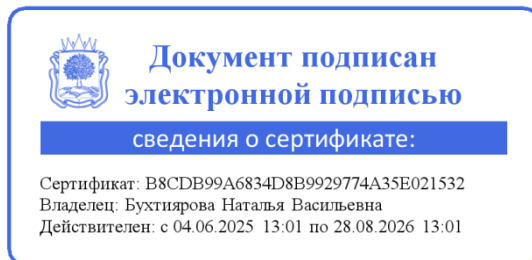 Документ подписан
электронной подписью
сведения о сертификате:
Сертификат: B8CDB99A6834D8B9929774A35E021532
Владелец: Бухтиярова Наталья Васильевна
Действителен: с 04.06.2025 13:01 по 28.08.2026 13:01